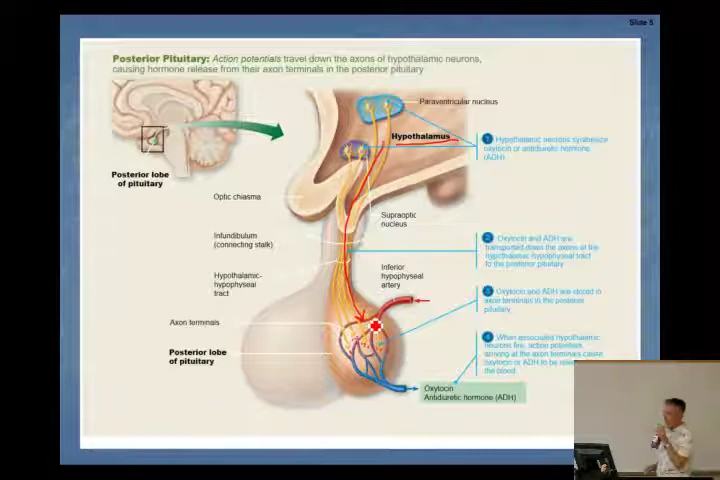 Slide 5
Posterior Pituitary: Action potentials travel down the axons of hypothalamic neurons,
causing hormone release from their axon terminals in the posterior pituitary
Paraventricular nucleus
Hypothalamus
1 Hypothalamic neurons synthesize
oxytocin or antidiuretic hormone
(ADH)
Posterior lobe
of pituitary
Optic chiasma
Supraoptic
nucleus
Infundibulum
(connecting stalk)
2 Oxytocin and ADH are
transported down the axons of the
hypothalamic hypophyseal tract
to the posterior pituitary
Hypothalamic-
hypophyseal
tract
Inferior
hypophyseal
artery
3 Oxytocin and ADH are stored in
axon terminals in the posterior
pituitary
Axon terminals
4 When associated hypothalamic
neurons fire, action potentials
arriving at the axon terminals cause
oxytocin or ADH to be
the blood
Posterior lobe
of pituitary
Oxytocin
Antidiuretic hormone (ADH)